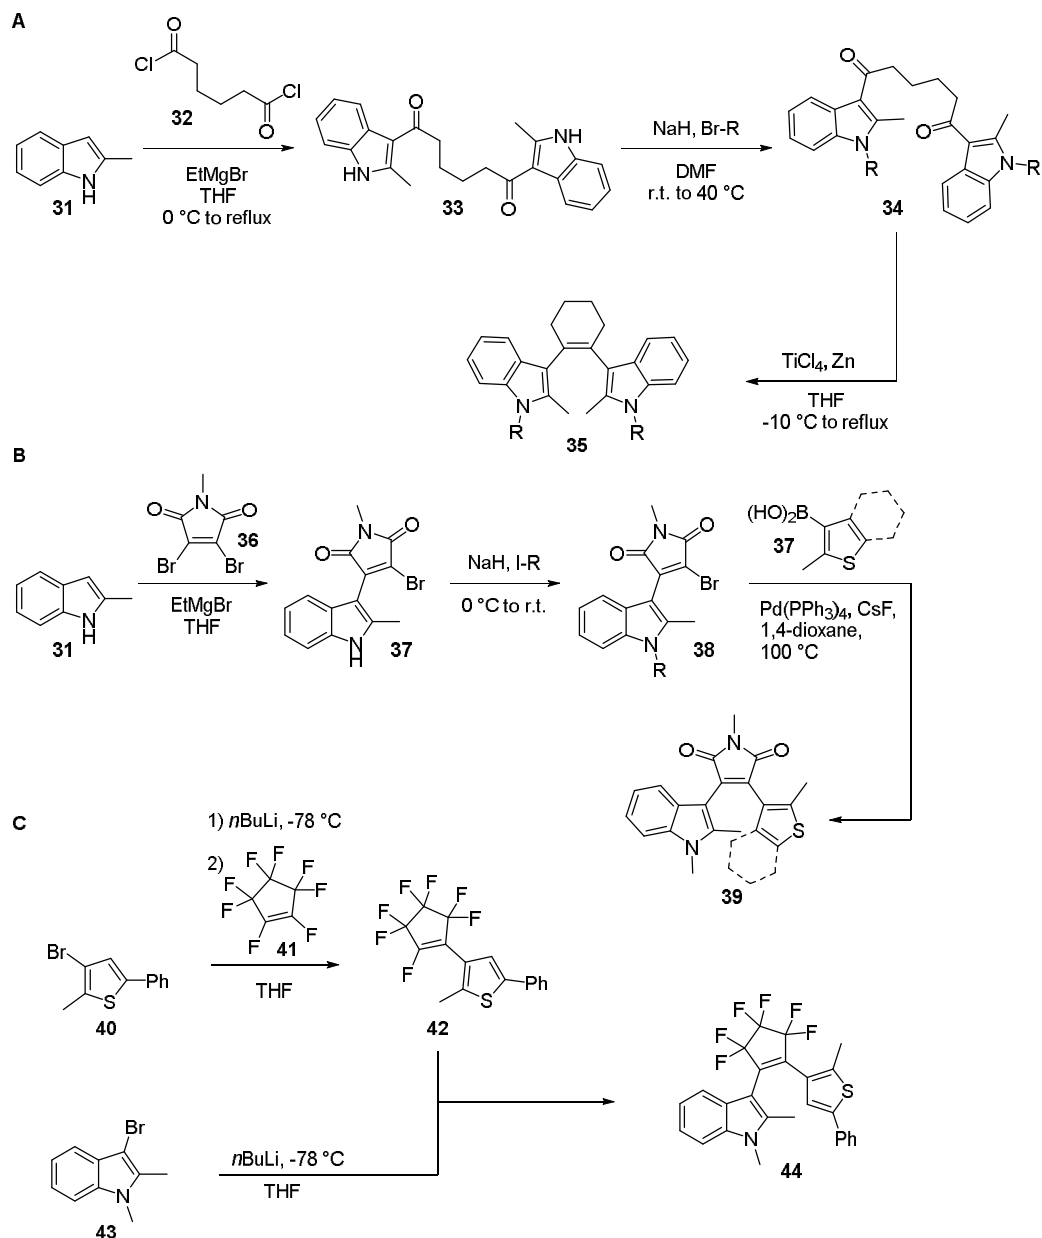 A
O
Cl
Cl
O
32
N
H
31
EtMgBr
THF
0 °C to reflux
O
HN
NH
O
33
NaH, Br-R
DMF
r.t. to 40 °C
O
N
R
O
N
R
34
TiCl4, Zn
THF
-10 °C to reflux
N
R
N
R
35
B
N
O
O
Br
Br
36
N
H
31
EtMgBr
THF
N
O
O
Br
N
H
37
NaH, I-R
0 °C to r.t.
N
O
O
Br
N
R
38
(HO)2B
S
37
Pd(PPh3)4, CsF,
1,4-dioxane,
100 °C
N
O
O
N
S
39
C
1) nBuLi, -78 °C
2)
F
F
F
F
F
F
F
F
41
THF
Br
S
Ph
40
F
F
F
F
F
F
F
S
Ph
42
Br
N
43
nBuLi, -78 °C
THF
F
F
F
F
F
F
S
Ph
N
44